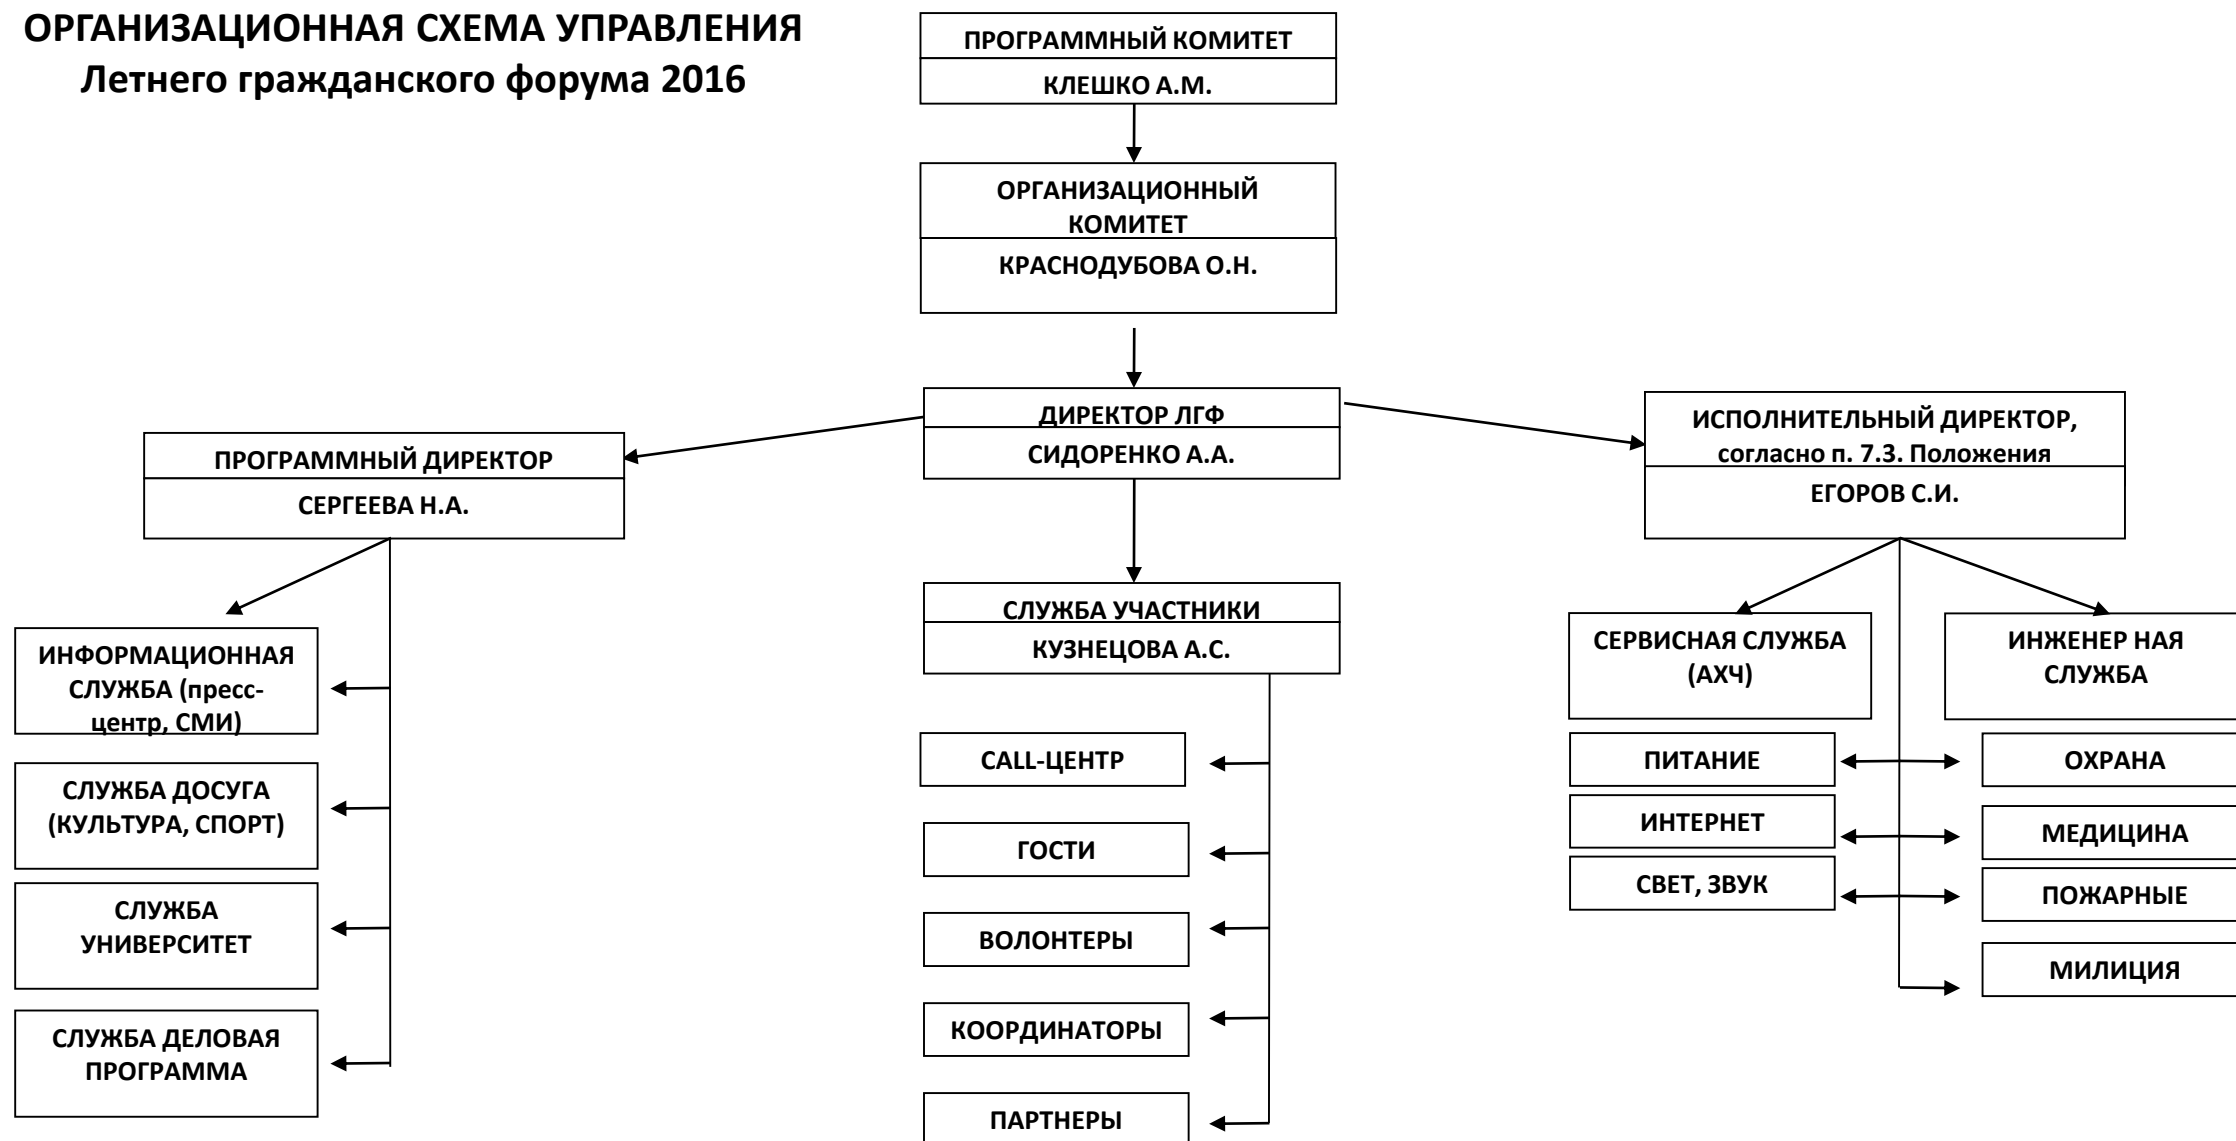 ОРГАНИЗАЦИОННАЯ СХЕМА УПРАВЛЕНИЯ
Летнего гражданского форума 2016
ПРОГРАММНЫЙ КОМИТЕТ
КЛЕШКО А.М.
ОРГАНИЗАЦИОННЫЙ
КОМИТЕТ
КРАСНОДУБОВА О.Н.
ДИРЕКТОР ЛГФ
СИДОРЕНКО А.А.
ПРОГРАММНЫЙ ДИРЕКТОР
СЕРГЕЕВА Н.А.
ИСПОЛНИТЕЛЬНЫЙ ДИРЕКТОР,
согласно п. 7.3. Положения
ЕГОРОВ С.И.
ИНФОРМАЦИОННАЯ
СЛУЖБА (пресс-
центр, СМИ)
СЛУЖБА ДОСУГА
(КУЛЬТУРА, СПОРТ)
СЛУЖБА
УНИВЕРСИТЕТ
СЛУЖБА ДЕЛОВАЯ
ПРОГРАММА
СЛУЖБА УЧАСТНИКИ
КУЗНЕЦОВА А.С.
CALL-ЦЕНТР
ГОСТИ
ВОЛОНТЕРЫ
КООРДИНАТОРЫ
ПАРТНЕРЫ
СЕРВИСНАЯ СЛУЖБА
(АХЧ)
ПИТАНИЕ
ИНТЕРНЕТ
СВЕТ, ЗВУК
ИНЖЕНЕР НАЯ
СЛУЖБА
ОХРАНА
МЕДИЦИНА
ПОЖАРНЫЕ
МИЛИЦИЯ